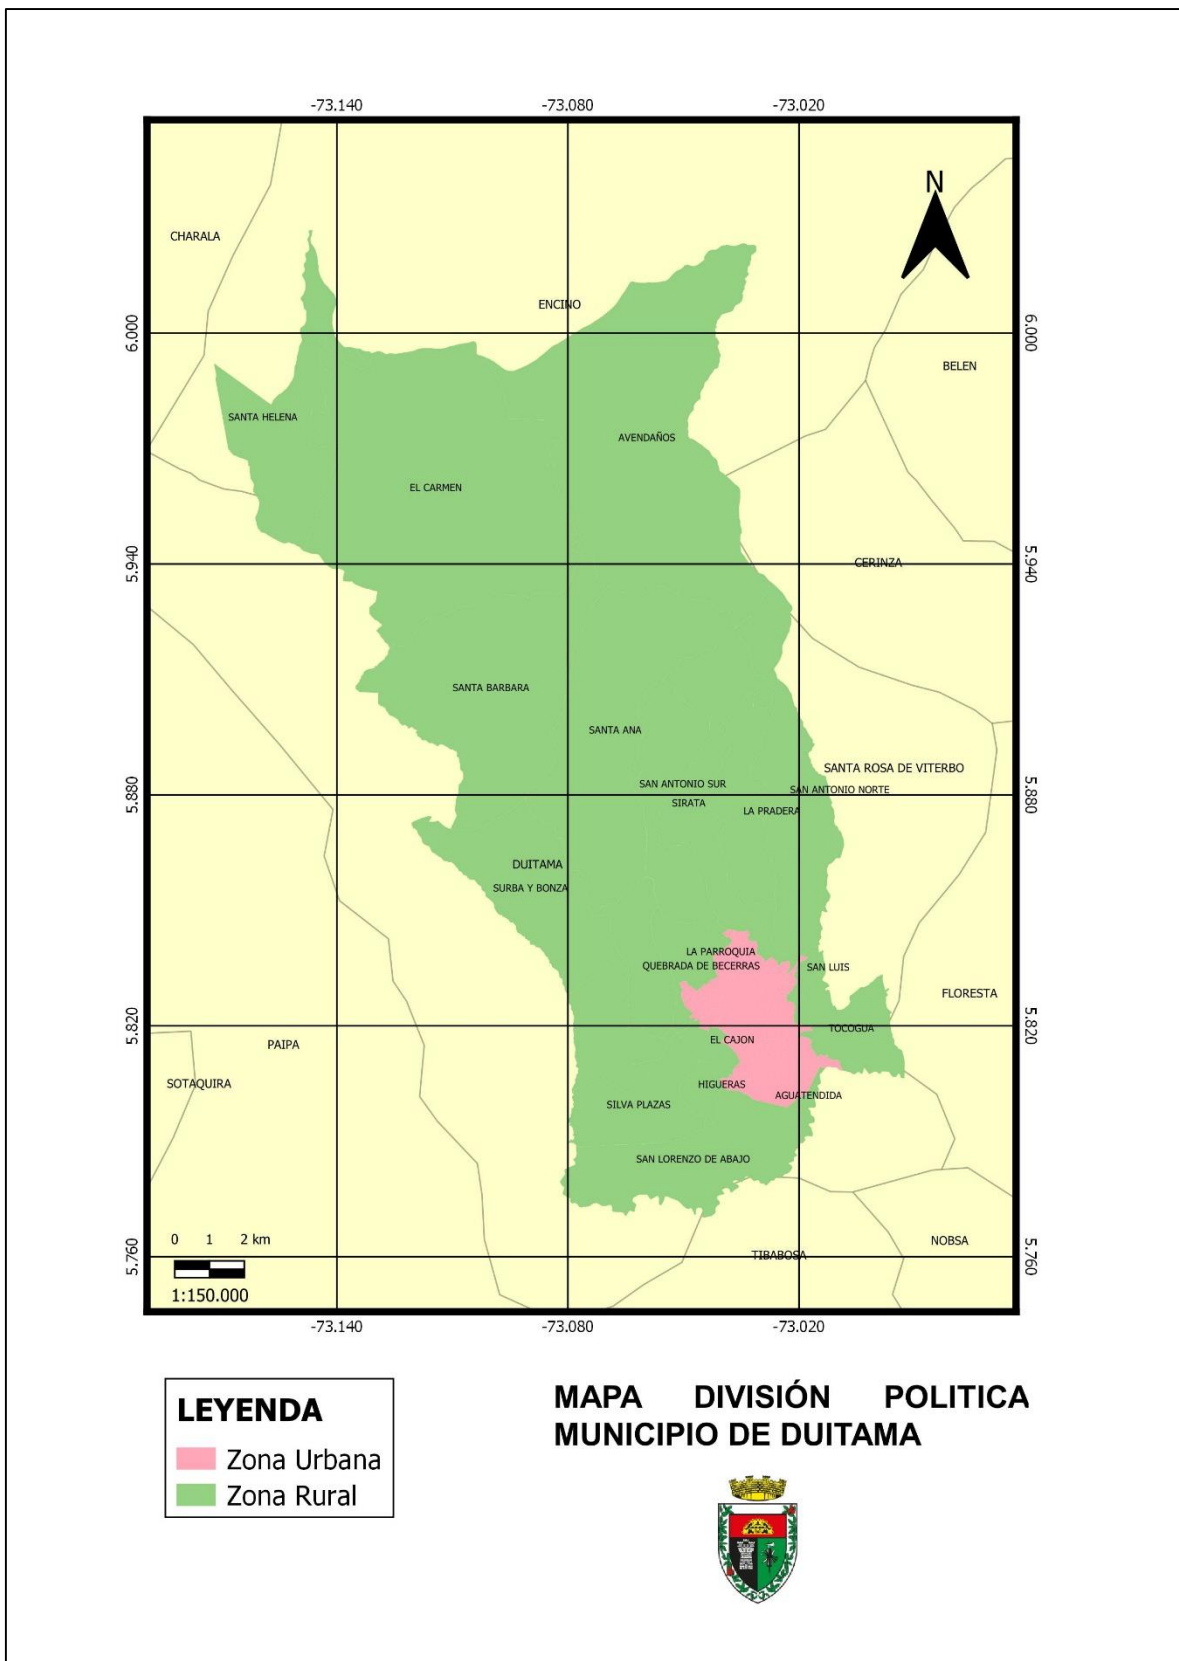 -73.140
-73.080
-73.020
N
CHARALA
ENCINO
6.000
6.000
BELEN
SANTA HELENA
AVENDAÑOS
EL CARMEN
5.940
5.940
CERINZA
SANTA BARBARA
SANTA ANA
SANTA ROSA DE VITERBO
SAN ANTONIO SUR
SAN ANTONIO NORTE
5.880
5.880
SIRATA
LA PRADERA
DUITAMA
SURBA Y BONZA
LA PARROQUIA
QUEBRADA DE BECERRAS
SAN LUIS
FLORESTA
5.820
5.820
TOCOGUA
EL CAJON
PAIPA
SOTAQUIRA
HIGUERAS
AGUATENDIDA
SILVA PLAZAS
SAN LORENZO DE ABAJO
0 1 2 km
NOBSA
TIBABOSA
5.760
5.760
1:150.000
-73.140
-73.080
-73.020
LEYENDA
Zona Urbana
Zona Rural
MAPA DIVISIÓN POLITICA
MUNICIPIO DE DUITAMA